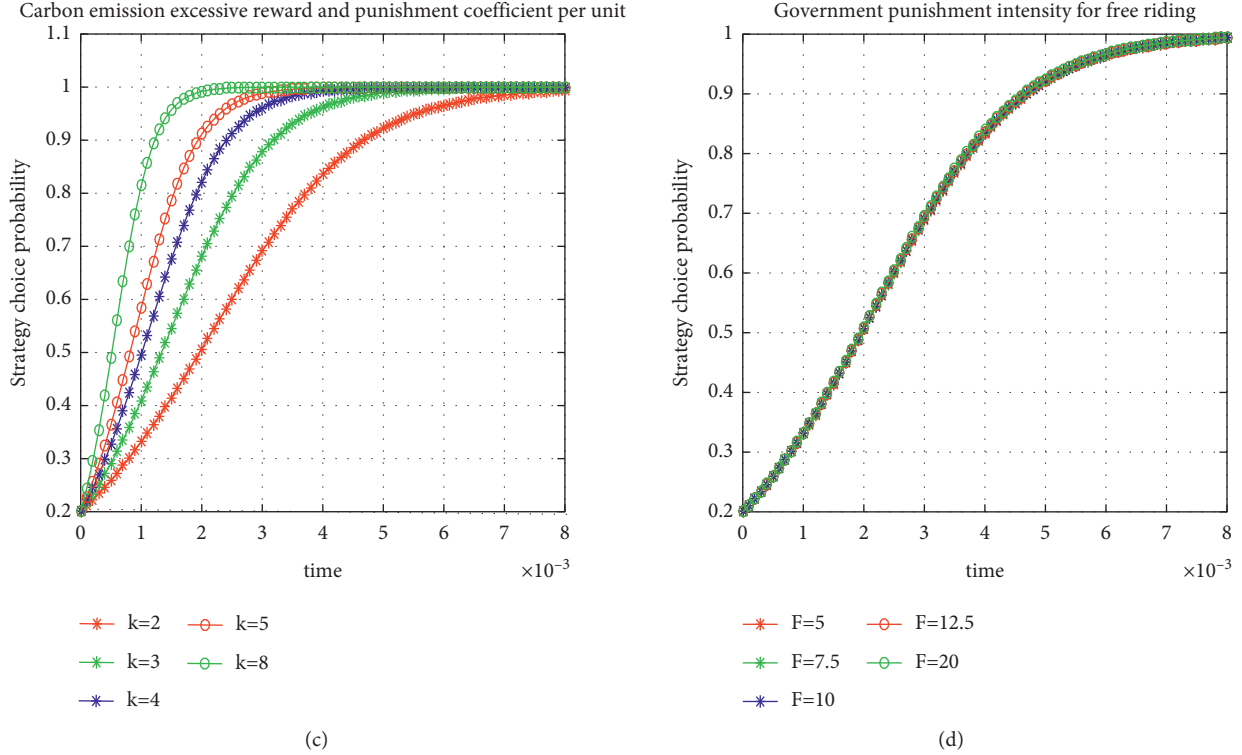 Carbon emission excessive reward and punishment coefficient per unit
1.1
1
0.9
0.8
0.7
0.6
0.5
0.4
0.3
0.2
Strategy choice probability
0 1 2 3 4 5 6 7 8
time
×10⁻³
k=2 k=5
k=3 k=8
k=4
(c)
Government punishment intensity for free riding
1
0.9
0.8
0.7
0.6
0.5
0.4
0.3
0.2
Strategy choice probability
0 1 2 3 4 5 6 7 8
time
×10⁻³
F=5 F=12.5
F=7.5 F=20
F=10
(d)